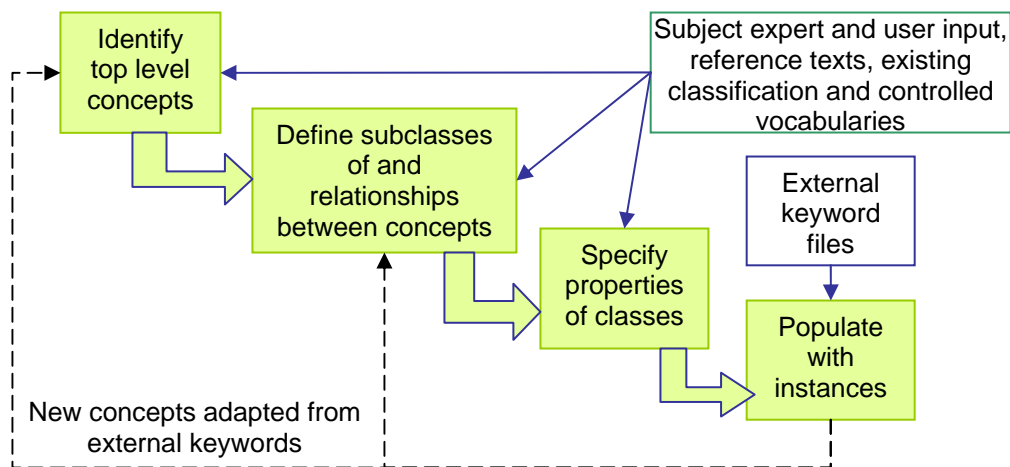 Identify
top level
concepts
Subject expert and user input,
reference texts, existing
classification and controlled
vocabularies
Define subclasses
of and
relationships
between concepts
External
keyword
files
Specify
properties
of classes
Populate
with
instances
New concepts adapted from
external keywords